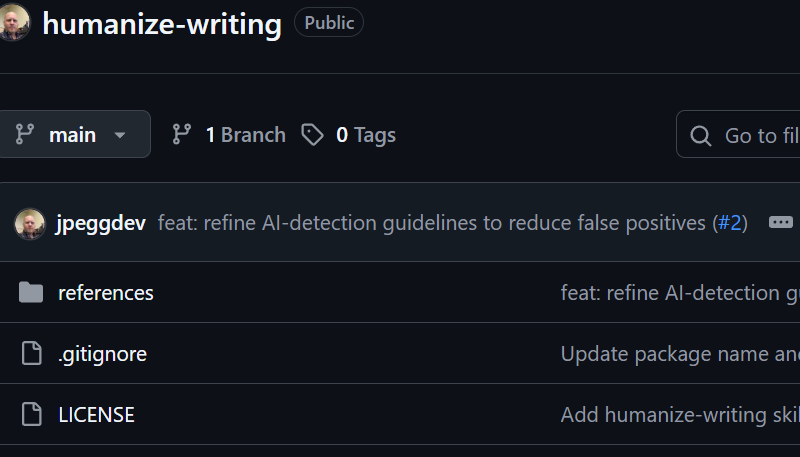 humanize-writing Public
main 1 Branch 0 Tags Go to fil
jpeggdev feat: refine AI-detection guidelines to reduce false positives (#2)
references feat: refine AI-detection g
.gitignore Update package name an
LICENSE Add humanize-writing skil